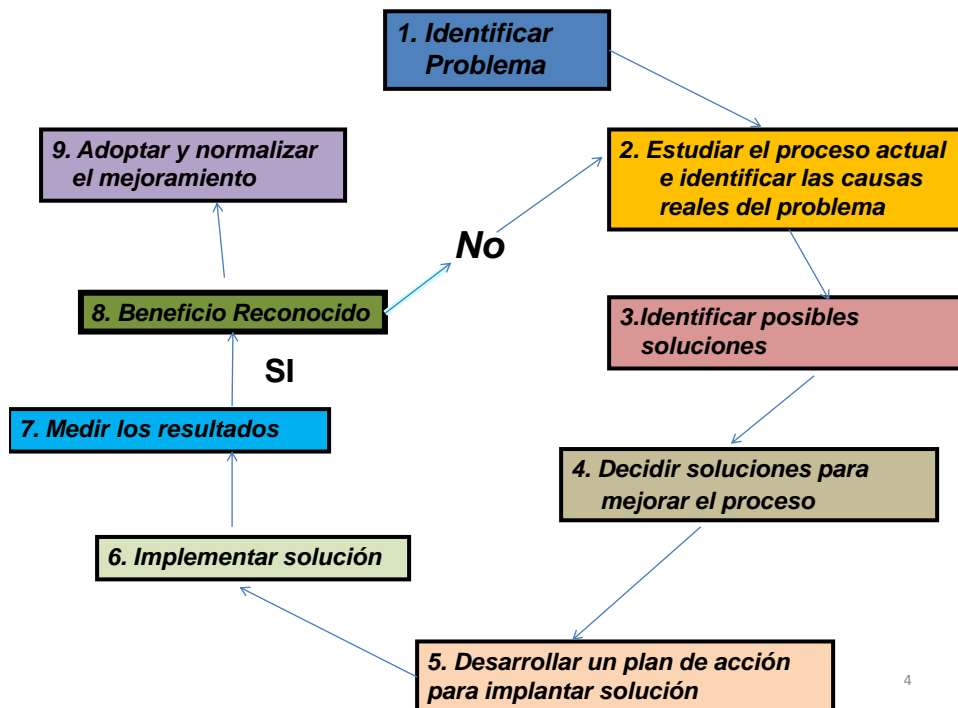 1. Identificar
Problema
2. Estudiar el proceso actual
e identificar las causas
reales del problema
3.Identificar posibles
soluciones
4. Decidir soluciones para
mejorar el proceso
5. Desarrollar un plan de acción
para implantar solución
6. Implementar solución
7. Medir los resultados
SI
8. Beneficio Reconocido
No
9. Adoptar y normalizar
el mejoramiento
4